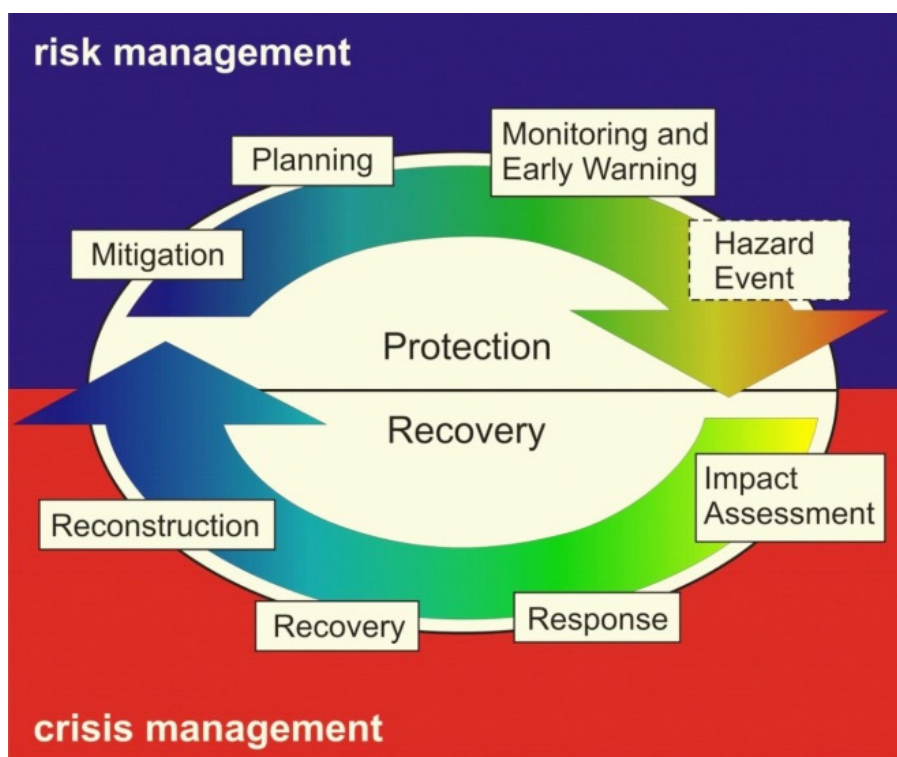 risk management
Planning
Monitoring and
Early Warning
Mitigation
Hazard
Event
Protection
Recovery
Impact
Assessment
Reconstruction
Recovery
Response
crisis management